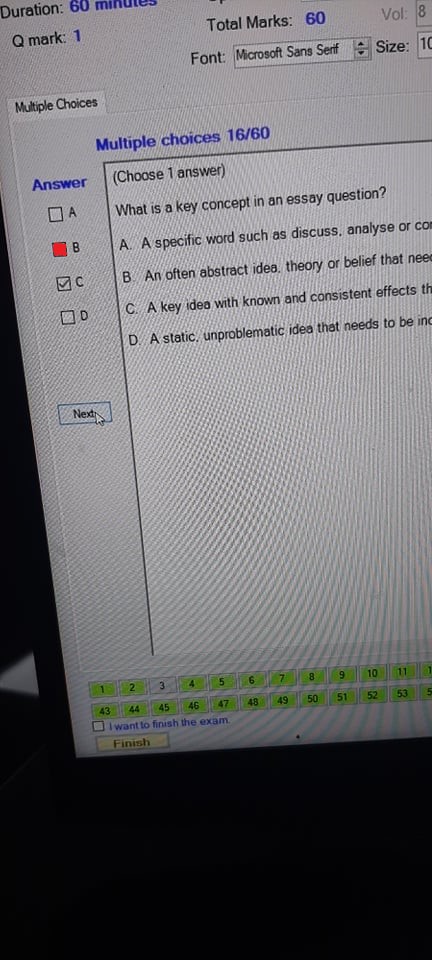 Duration: 60 minutes
Total Marks: 60
Vol: 8
Q mark: 1
Font: Microsoft Sans Serif
Size: 10
Multiple Choices
Multiple choices 16/60
Answer
(Choose 1 answer)
A
What is a key concept in an essay question?
B
A. A specific word such as discuss, analyse or
C
B. An often abstract idea, theory or belief that
D
C. A key idea with known and consistent effects
D. A static, unproblematic idea that needs to be
Next
1 2 3 4 5 6 7 8 9 10 11
43 44 45 46 47 48 49 50 51 52 53
I want to finish the exam.
Finish